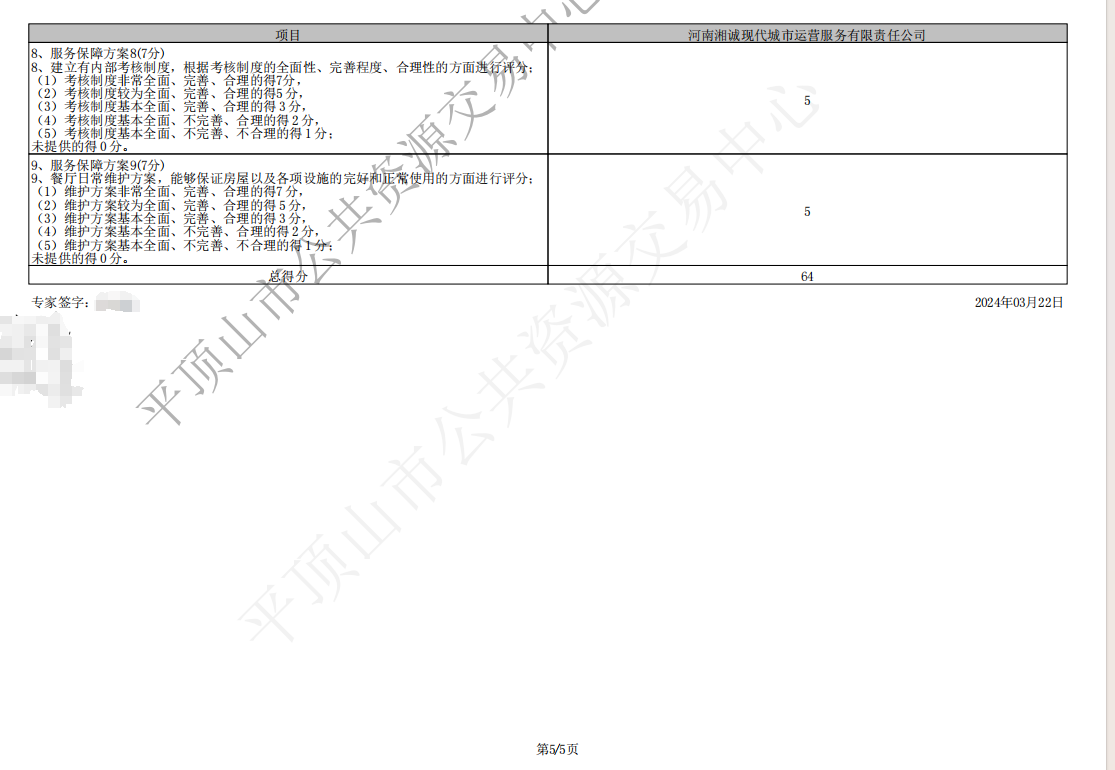 项目
河南湘诚现代城市运营服务有限责任公司
8、服务保障方案8(7分)
8、建立有内部考核制度，根据考核制度的全面性、完善程度、合理性的方面进行评分；
（1）考核制度非常全面、完善、合理的得7分，
（2）考核制度较为全面、完善、合理的得5分，
（3）考核制度基本全面、完善、合理的得3分，
（4）考核制度基本全面、不完善、合理的得2分，
（5）考核制度基本全面、不完善、不合理的得1分；
未提供的得0分。
5
9、服务保障方案9(7分)
9、餐厅日常维护方案，能够保证房屋以及各项设施的完好和正常使用的方面进行评分；
（1）维护方案非常全面、完善、合理的得7分，
（2）维护方案较为全面、完善、合理的得5分，
（3）维护方案基本全面、完善、合理的得3分，
（4）维护方案基本全面、不完善、合理的得2分，
（5）维护方案基本全面、不完善、不合理的得1分；
未提供的得0分。
5
总得分
64
专家签字：
2024年03月22日
平顶山市公共资源交易中心
平顶山市公共资源交易中心
第5/5页